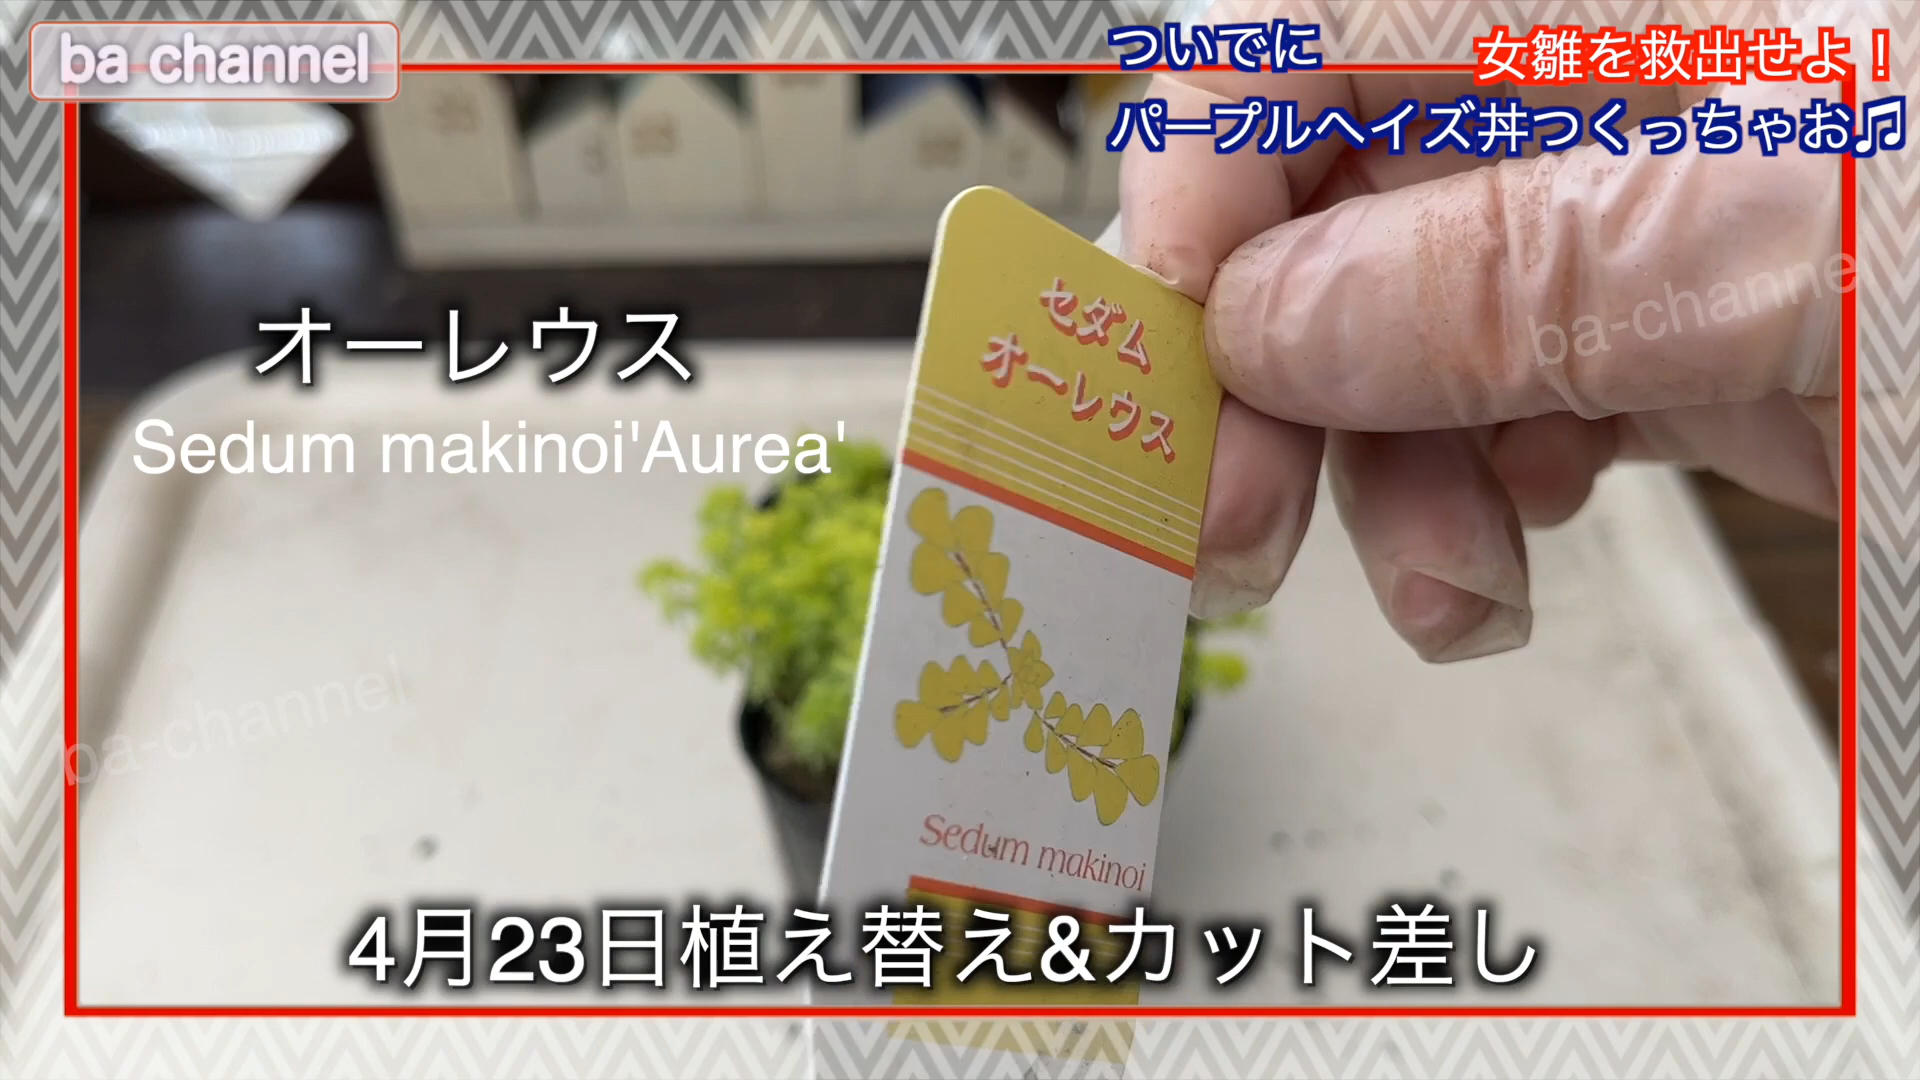 ba channel
ついでに
女雛を救出せよ!
パープルヘイズ丼つくっちゃお♫
セダム
オーレウス
オーレウス
Sedum makinoi'Aurea'
ba-channel
ba-channel
Sedum makinoi
4月23日植え替え&カット差し